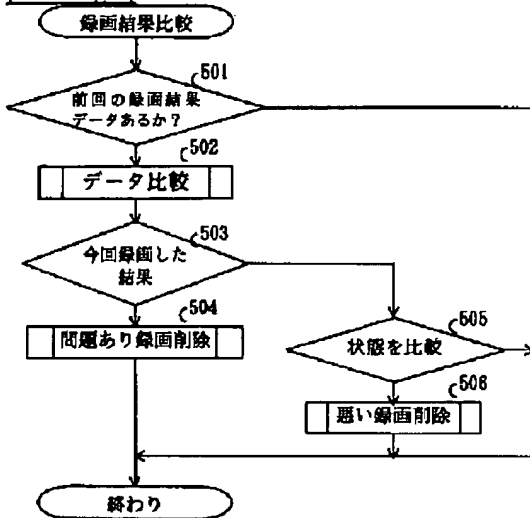 録画結果比較
501
前回の録画結果
データあるか？
502
データ比較
503
今回録画した
結果
504
問題あり録画削除
505
状態を比較
506
悪い録画削除
終わり